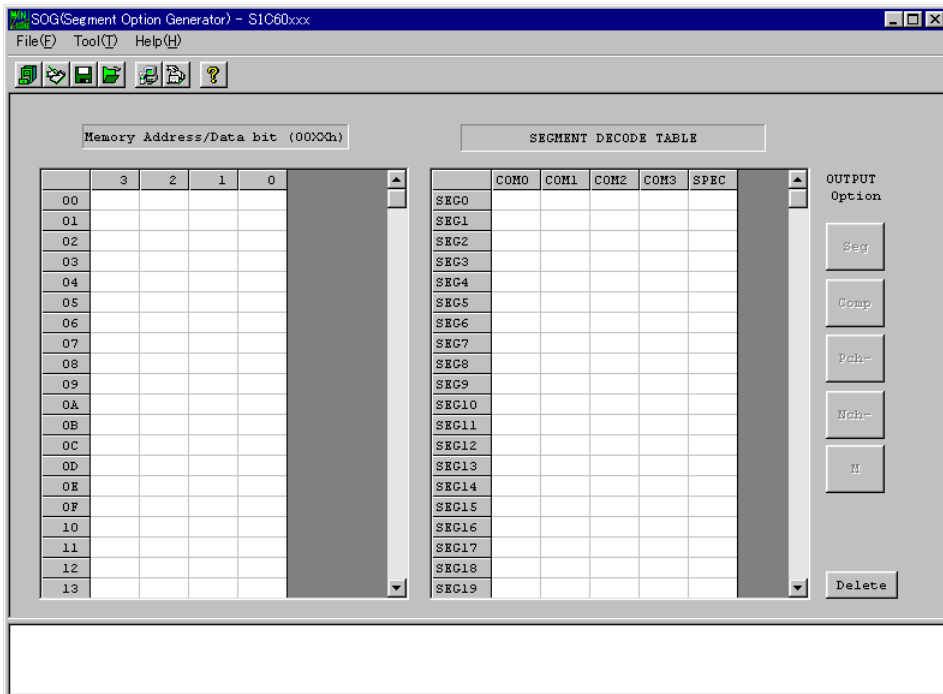 SOG(Segment Option Generator) - S1C60xxx
File(F) Tool(T) Help(H)
Memory Address/Data bit (00XXh)
SEGMENT DECODE TABLE
3 2 1 0
COM0 COM1 COM2 COM3 SPEC
OUTPUT
Option
00 SEG0
01 SEG1
02 SEG2
03 SEG3
04 SEG4
05 SEG5
06 SEG6
07 SEG7
08 SEG8
09 SEG9
0A SEG10
0B SEG11
0C SEG12
0D SEG13
0E SEG14
0F SEG15
10 SEG16
11 SEG17
12 SEG18
13 SEG19
Seg
Comp
Pch-
Nch-
M
Delete